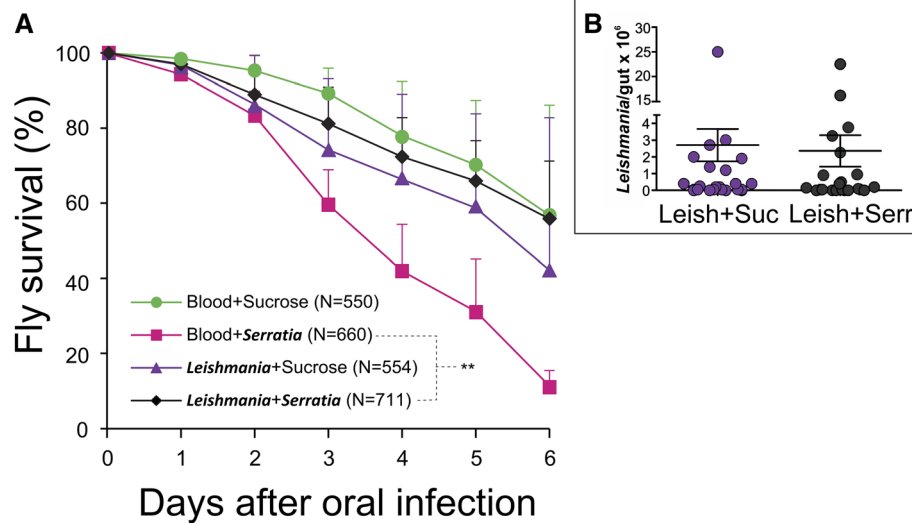 A
Fly survival (%)
100
80
60
40
20
0
Blood+Sucrose (N=550)
Blood+Serratia (N=660)
Leishmania+Sucrose (N=554)
**
Leishmania+Serratia (N=711)
0 1 2 3 4 5 6
Days after oral infection
B
Leishmania/gut x 10⁶
30
25
20
15
4
3
2
1
0
Leish+Suc Leish+Serr